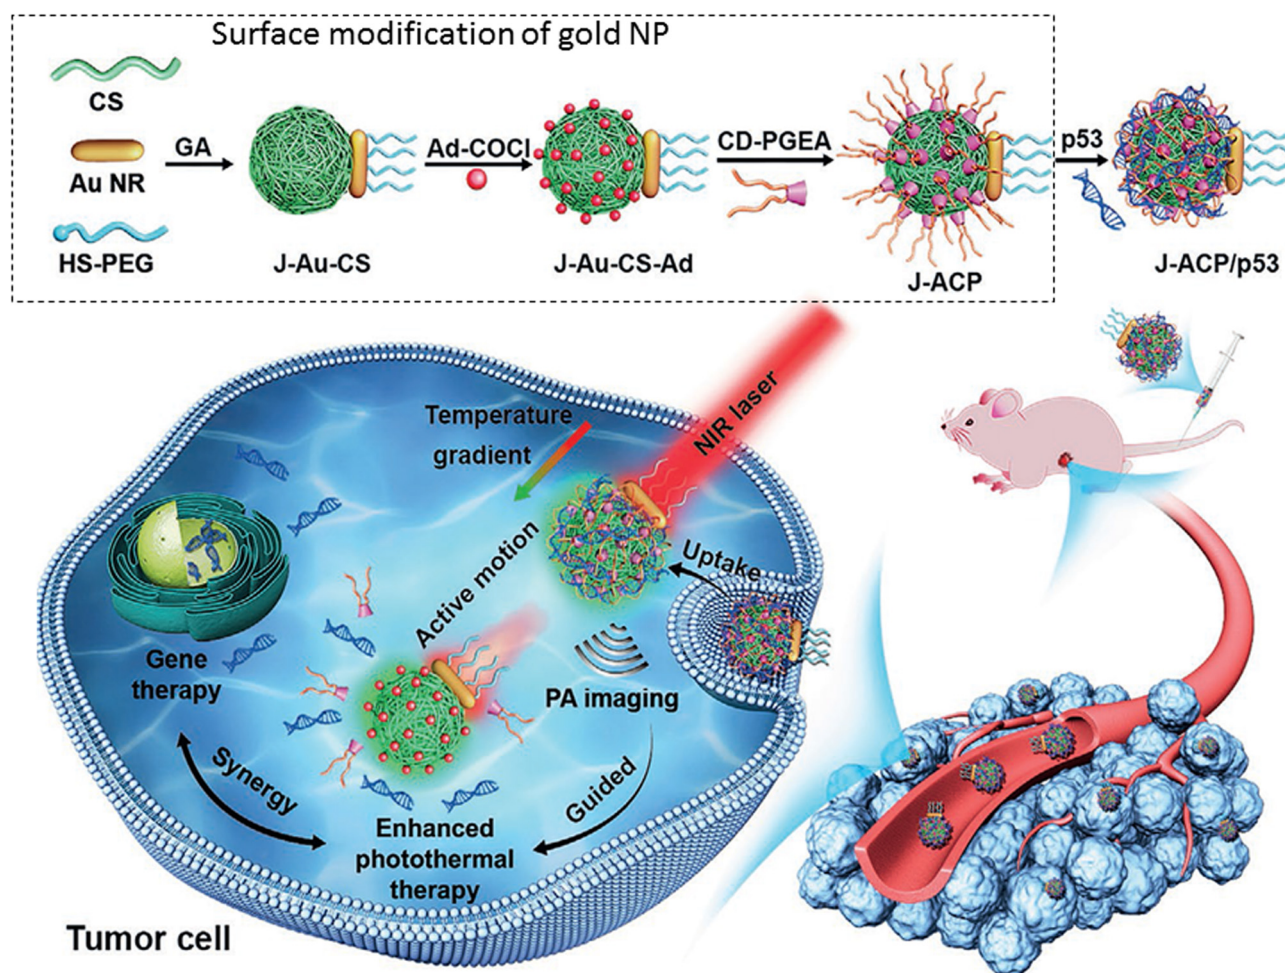 Surface modification of gold NP
CS
Au NR
HS-PEG
GA
J-Au-CS
Ad-COCl
J-Au-CS-Ad
CD-PGEA
J-ACP
p53
J-ACP/p53
Temperature
gradient
NIR laser
Uptake
Active motion
PA imaging
Gene
therapy
Synergy
Guided
Enhanced
photothermal
therapy
Tumor cell